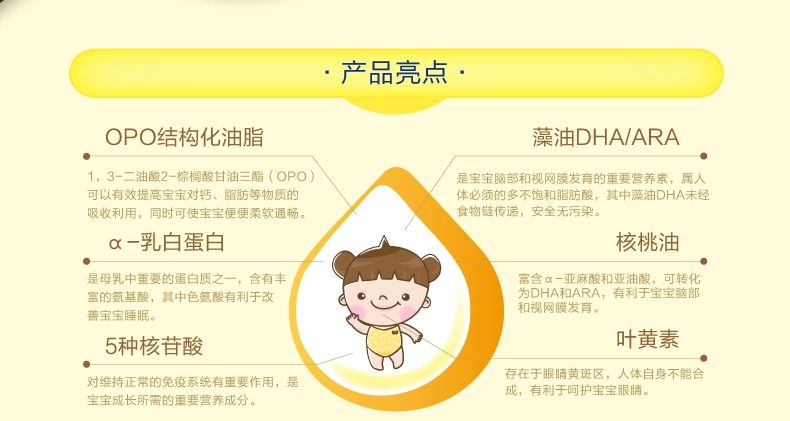 · 产品亮点 ·
OPO结构化油脂
1，3-二油酸2-棕榈酸甘油三酯（OPO）
可以有效提高宝宝对钙、脂肪等物质的
吸收利用，同时可使宝宝便便柔软通畅。
α-乳白蛋白
是母乳中重要的蛋白质之一，含有丰
富的氨基酸，其中色氨酸有利于改
善宝宝睡眠。
5种核苷酸
对维持正常的免疫系统有重要作用，是
宝宝成长所需的重要营养成分。
藻油DHA/ARA
是宝宝脑部和视网膜发育的重要营养素，属人
体必须的多不饱和脂肪酸，其中藻油DHA未经
食物链传递，安全无污染。
核桃油
富含α-亚麻酸和亚油酸，可转化
为DHA和ARA，有利于宝宝脑部
和视网膜发育。
叶黄素
存在于眼睛黄斑区，人体自身不能合
成，有利于呵护宝宝眼睛。